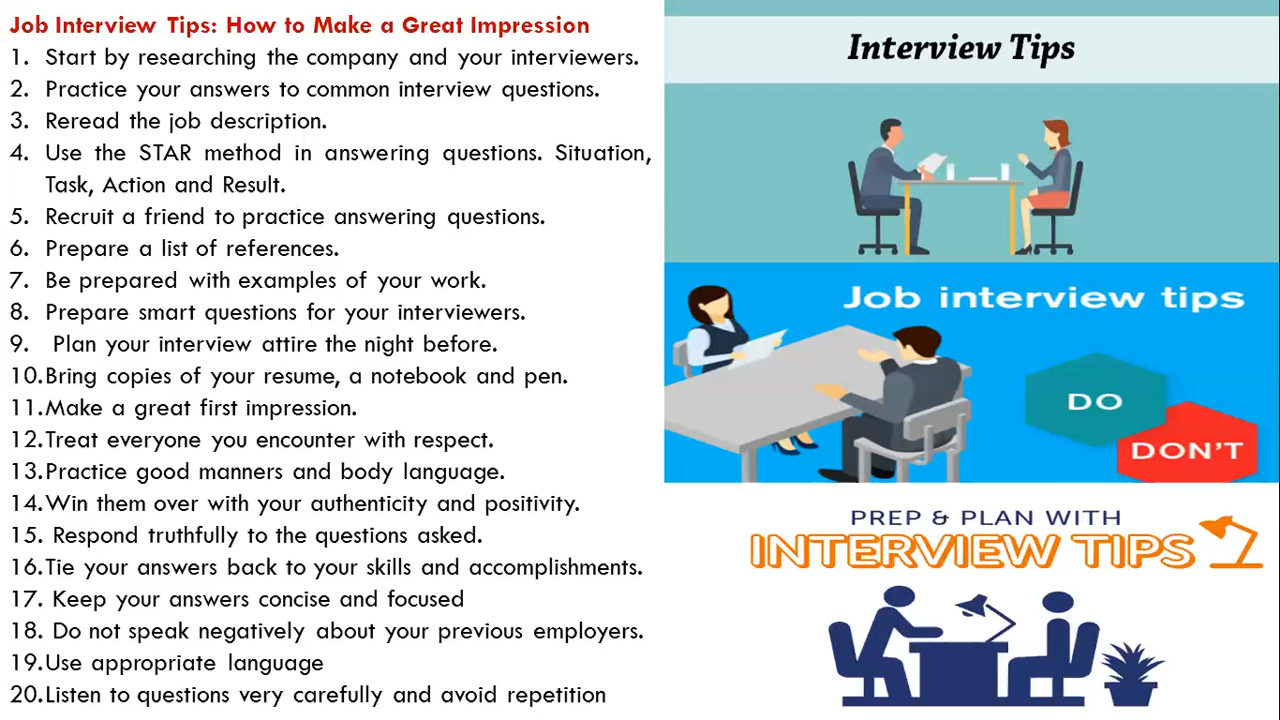 Job Interview Tips: How to Make a Great Impression
1. Start by researching the company and your interviewers.
2. Practice your answers to common interview questions.
3. Reread the job description.
4. Use the STAR method in answering questions. Situation,
Task, Action and Result.
5. Recruit a friend to practice answering questions.
6. Prepare a list of references.
7. Be prepared with examples of your work.
8. Prepare smart questions for your interviewers.
9. Plan your interview attire the night before.
10.Bring copies of your resume, a notebook and pen.
11.Make a great first impression.
12.Treat everyone you encounter with respect.
13.Practice good manners and body language.
14.Win them over with your authenticity and positivity.
15. Respond truthfully to the questions asked.
16.Tie your answers back to your skills and accomplishments.
17. Keep your answers concise and focused
18. Do not speak negatively about your previous employers.
19.Use appropriate language
20.Listen to questions very carefully and avoid repetition
Interview Tips
Job interview tips
DO
DON'T
PREP & PLAN WITH
INTERVIEW TIPS